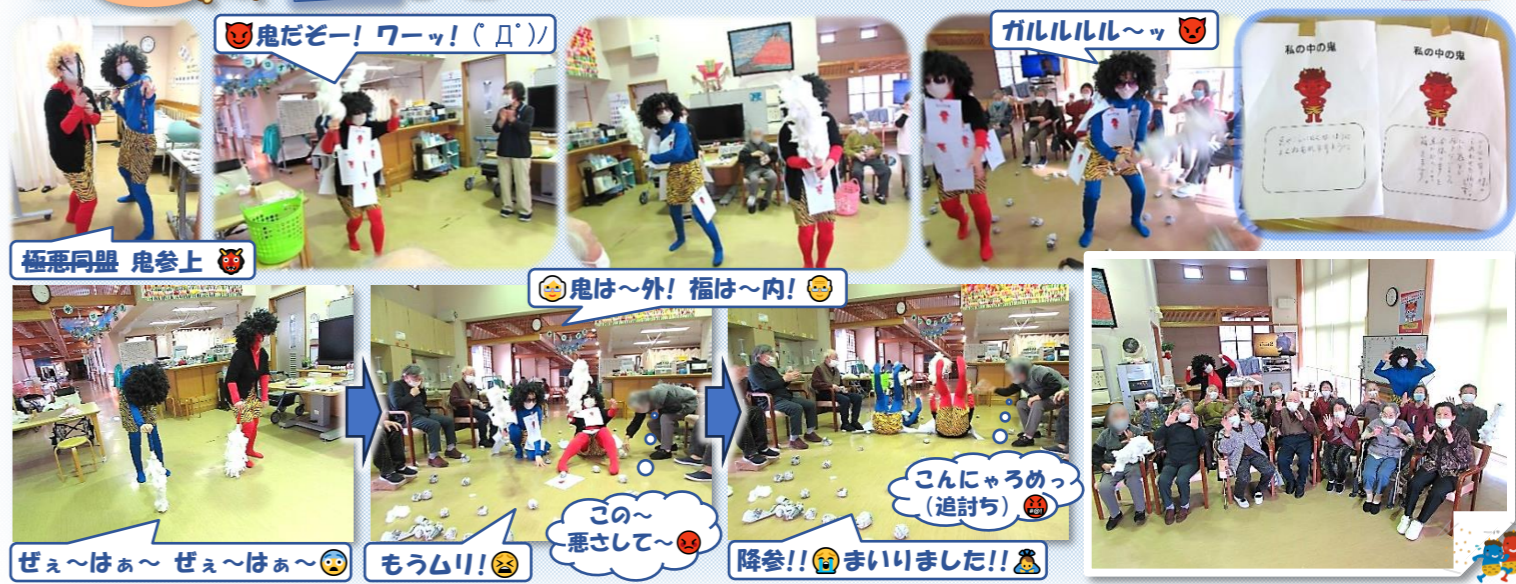 👿鬼だぞー! ワーッ! (ﾟДﾟ)ﾉ
ガルルルル～ッ 👿
私の中の鬼
私の中の鬼
極悪同盟 鬼参上 👹
👵鬼は～外! 福は～内! 👴
ぜぇ～はぁ～ ぜぇ～はぁ～😨
もうムリ!😫
この～
悪さして～😡
こんにゃろめっ
(追討ち) 🤬
降参!!😭まいりました!!🙇